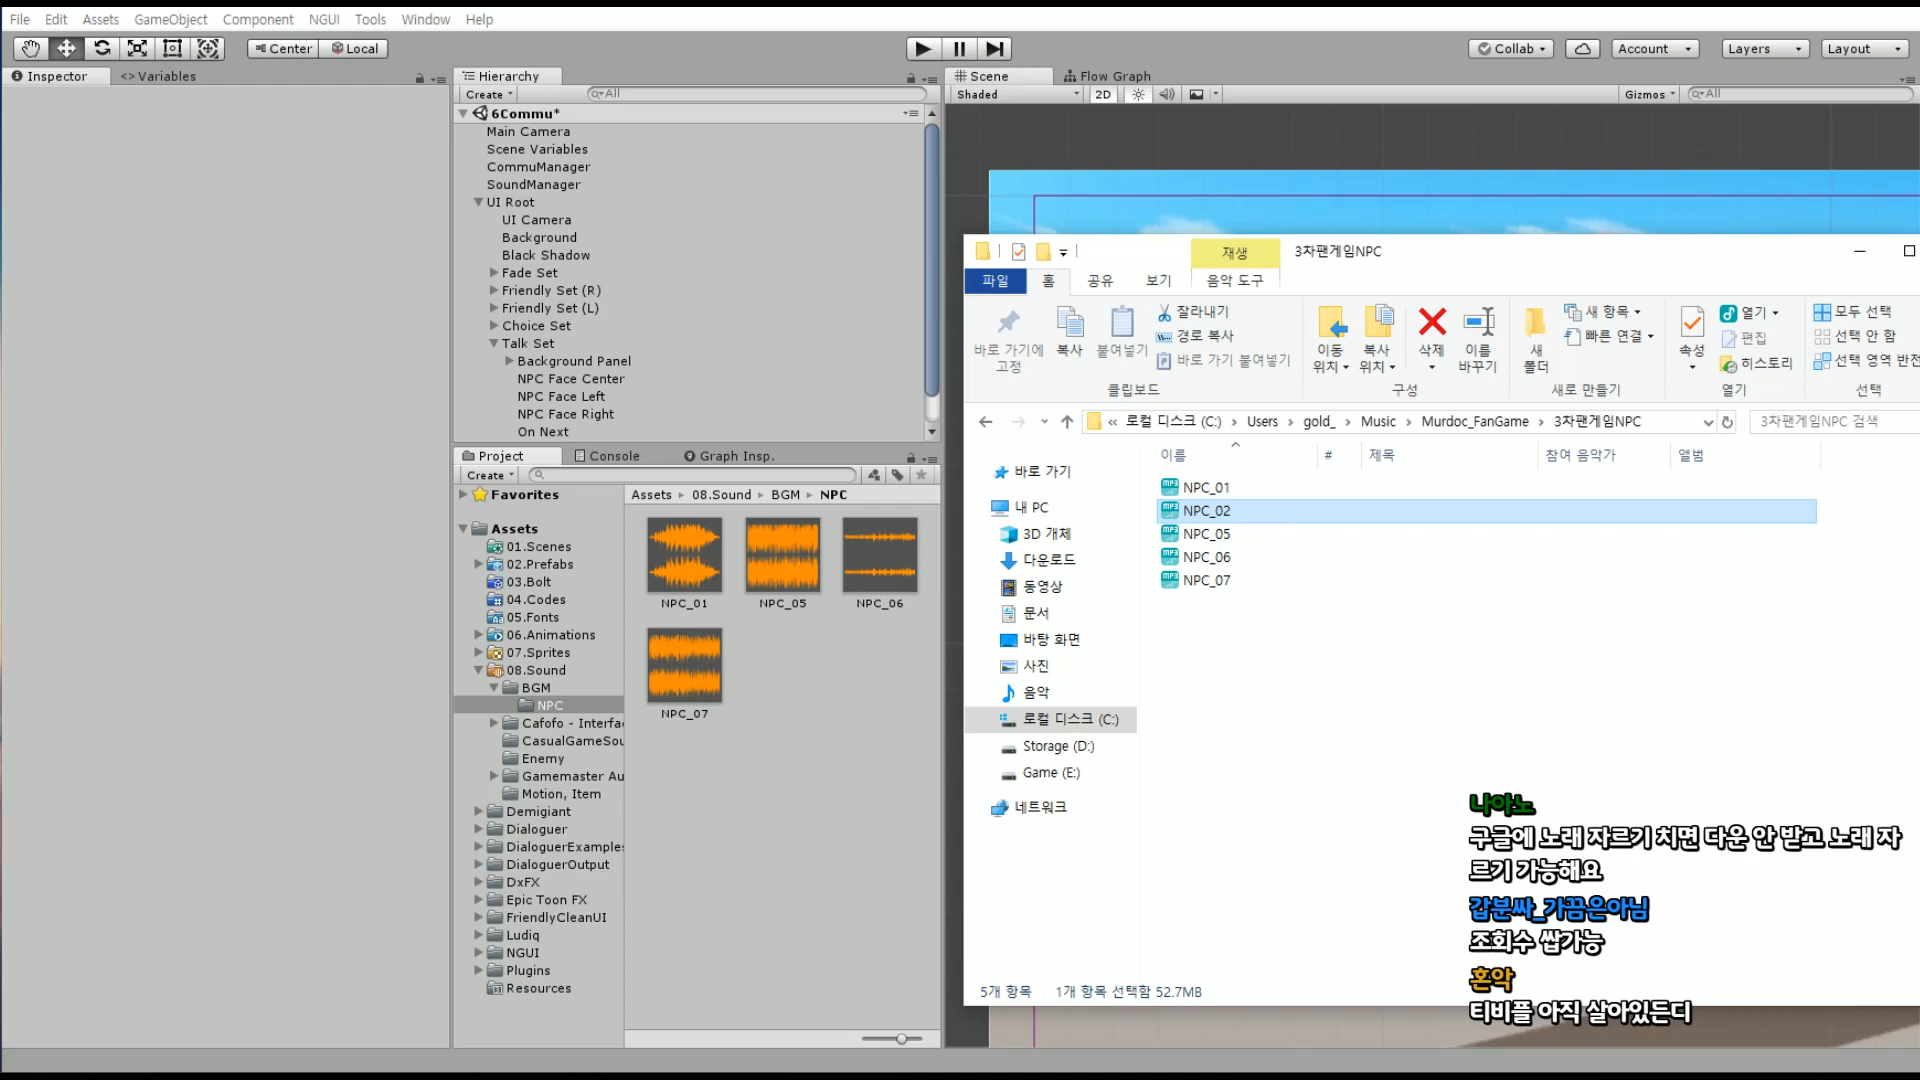 File Edit Assets GameObject Component NGUI Tools Window Help
Center Local
Collab Account Layers Layout
Inspector <> Variables
Hierarchy
Create All
6Commu*
Main Camera
Scene Variables
CommuManager
SoundManager
UI Root
UI Camera
Background
Black Shadow
Fade Set
Friendly Set (R)
Friendly Set (L)
Choice Set
Talk Set
Background Panel
NPC Face Center
NPC Face Left
NPC Face Right
On Next
Project Console Graph Insp.
Create
Favorites
Assets
01.Scenes
02.Prefabs
03.Bolt
04.Codes
05.Fonts
06.Animations
07.Sprites
08.Sound
BGM
NPC
Cafofo - Interfa
CasualGameSou
Enemy
Gamemaster Au
Motion, Item
Demigiant
Dialoguer
DialoguerExample
DialoguerOutput
DxFX
Epic Toon FX
FriendlyCleanUI
Ludiq
NGUI
Plugins
Resources
Assets 08.Sound BGM NPC
NPC_01 NPC_05 NPC_06
NPC_07
Scene Flow Graph
Shaded 2D Gizmos All
재생 3차팬게임NPC
파일 홈 공유 보기 음악 도구
바로 가기에 고정
복사
붙여넣기
잘라내기
경로 복사
바로 가기 붙여넣기
클립보드
이동 위치
복사 위치
삭제
이름 바꾸기
구성
새 폴더
새 항목
빠른 연결
새로 만들기
속성
열기
편집
히스토리
열기
모두 선택
선택 안 함
선택 영역 반전
선택
« 로컬 디스크 (C:) > Users > gold_ > Music > Murdoc_FanGame > 3차팬게임NPC
3차팬게임NPC 검색
이름 # 제목 참여 음악가 앨범
바로 가기
내 PC
3D 개체
다운로드
동영상
문서
바탕 화면
사진
음악
로컬 디스크 (C:)
Storage (D:)
Game (E:)
네트워크
NPC_01
NPC_02
NPC_05
NPC_06
NPC_07
5개 항목 1개 항목 선택함 52.7MB
나아노
구글에 노래 자르기 치면 다운 안 받고 노래 자
르기 가능해요
갑분싸_가끔은아님
조회수 쌉가능
혼악
티비플 아직 살아있든디